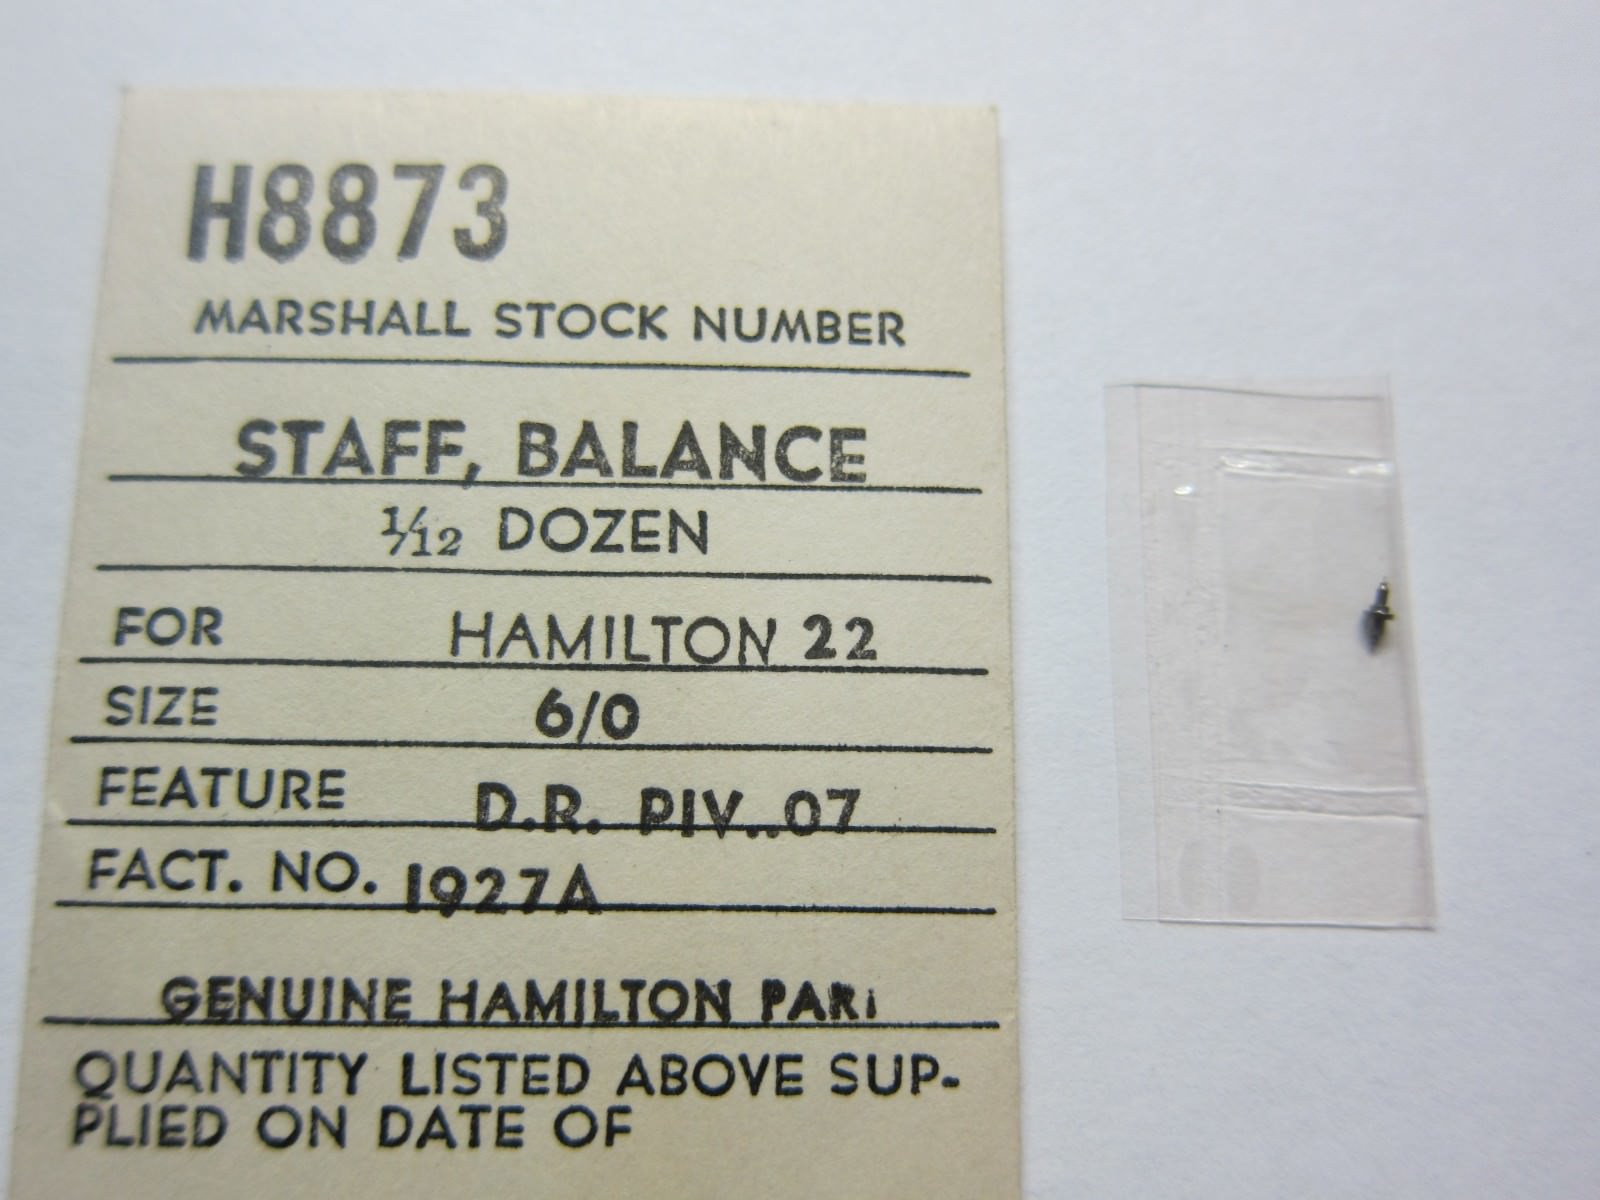 H8873
MARSHALL STOCK NUMBER
STAFF, BALANCE
1/12 DOZEN
FOR HAMILTON 22
SIZE 6/0
FEATURE D.R. PIV..07
FACT. NO. 1927A
GENUINE HAMILTON PART
QUANTITY LISTED ABOVE SUP-
PLIED ON DATE OF